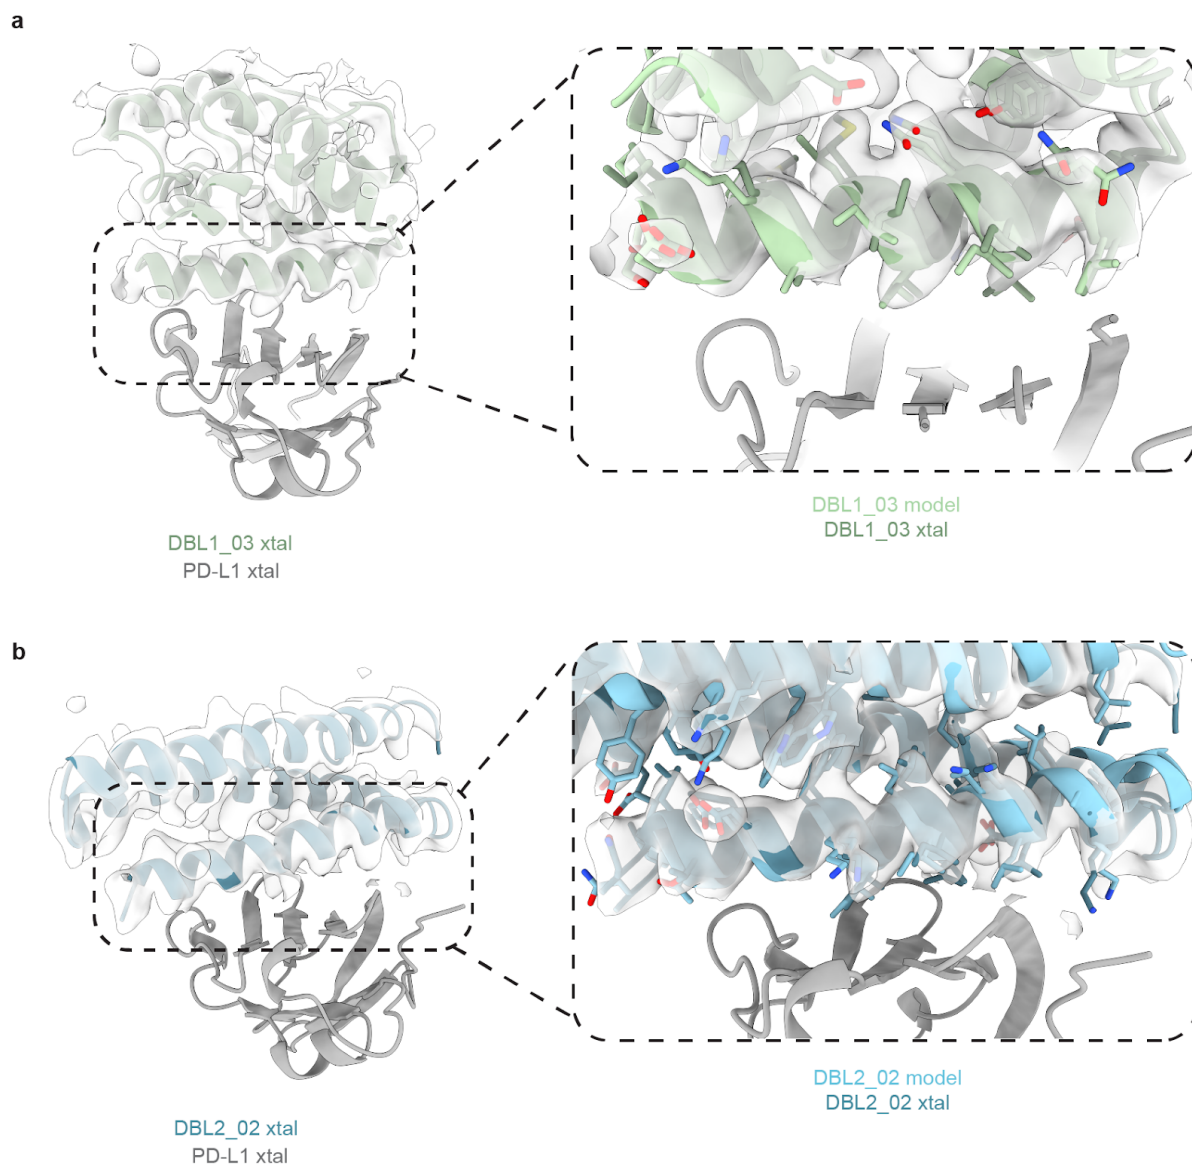 a
DBL1_03 model
DBL1_03 xtal
DBL1_03 xtal
PD-L1 xtal
b
DBL2_02 model
DBL2_02 xtal
DBL2_02 xtal
PD-L1 xtal